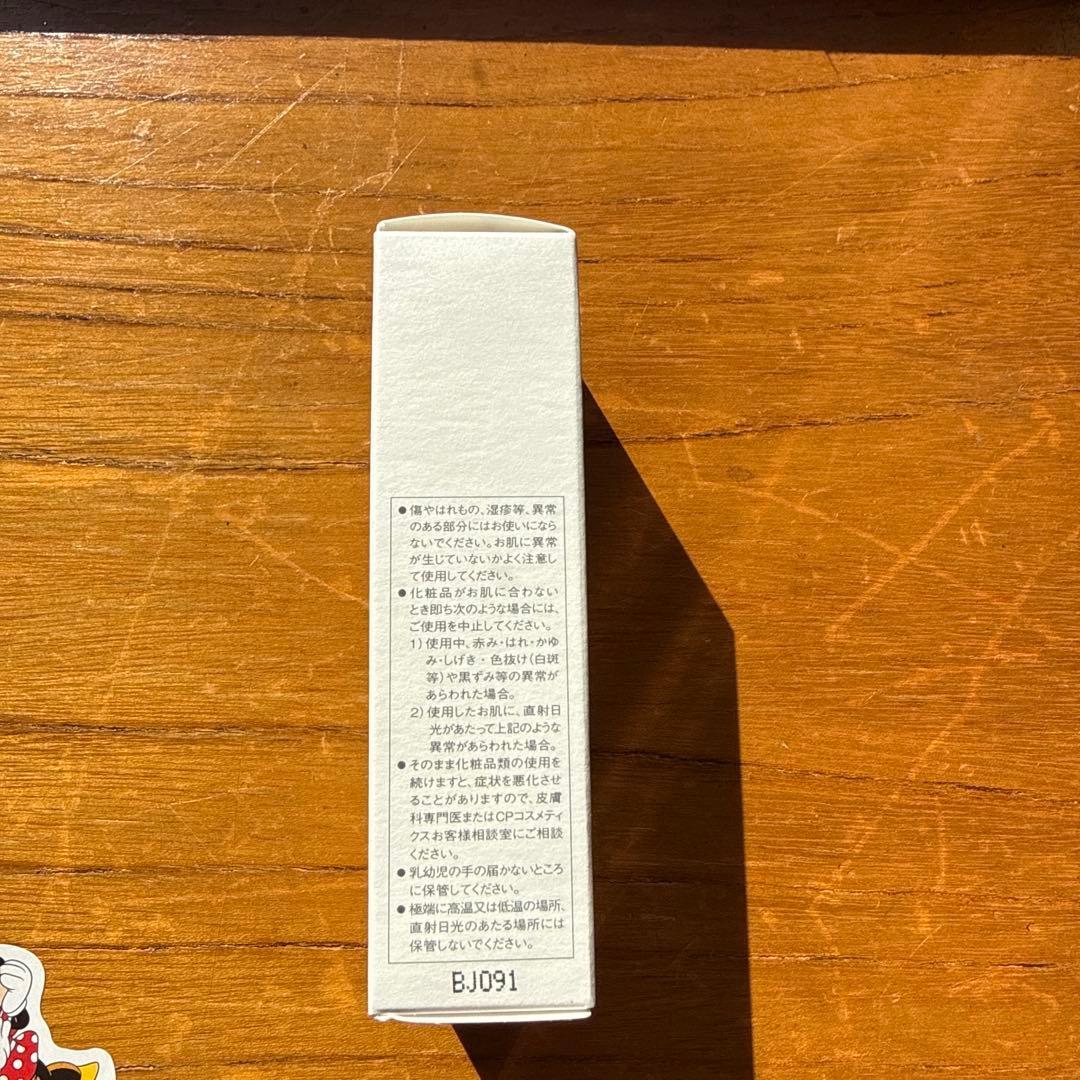 ●傷やはれもの、湿疹等、異常
のある部分にはお使いになら
ないでください。お肌に異常
が生じていないかよく注意し
て使用してください。
●化粧品がお肌に合わない
とき即ち次のような場合には、
ご使用を中止してください。
1)使用中、赤み・はれ・かゆ
み・しげき・色抜け(白斑
等)や黒ずみ等の異常が
あらわれた場合。
2)使用したお肌に、直射日
光があたって上記のような
異常があらわれた場合。
●そのまま化粧品類の使用を
続けますと、症状を悪化させ
ることがありますので、皮膚
科専門医またはCPコスメティ
クスお客様相談室にご相談
ください。
●乳幼児の手の届かないところ
に保管してください。
●極端に高温又は低温の場所、
直射日光のあたる場所には
保管しないでください。
BJ091